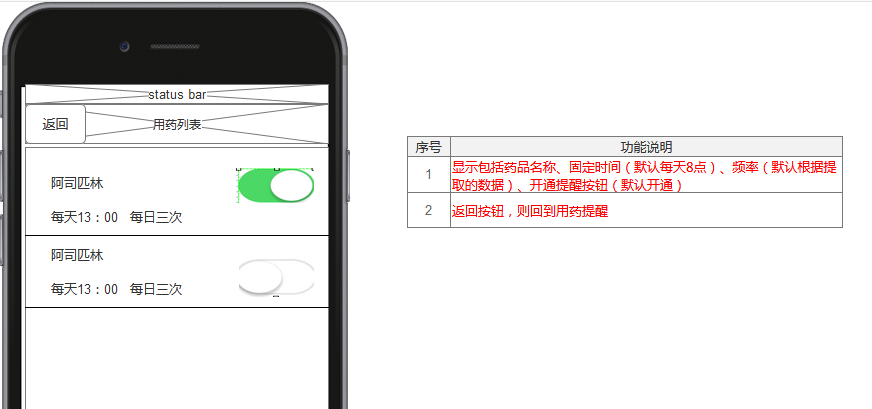 status bar
返回
用药列表
阿司匹林
每天13：00 每日三次
阿司匹林
每天13：00 每日三次
序号 功能说明
1 显示包括药品名称、固定时间（默认每天8点）、频率（默认根据提
取的数据）、开通提醒按钮（默认开通）
2 返回按钮，则回到用药提醒